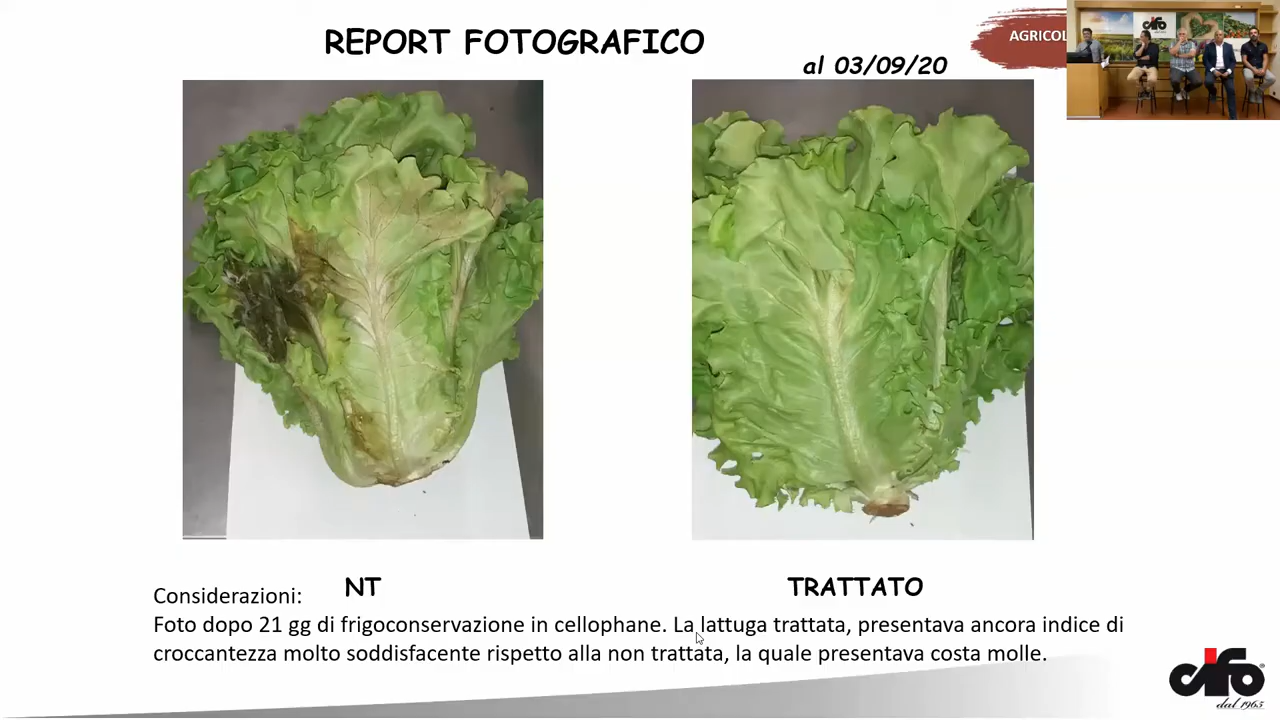 REPORT FOTOGRAFICO
al 03/09/20
AGRICOL
cifo
NT
TRATTATO
Considerazioni:
Foto dopo 21 gg di frigoconservazione in cellophane. La lattuga trattata, presentava ancora indice di
croccantezza molto soddisfacente rispetto alla non trattata, la quale presentava costa molle.
cifo®
dal 1965